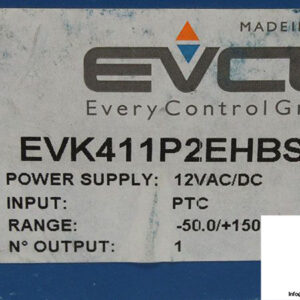 MADE IN
EVCO
Every Control Gr
EVK411P2EHBS
POWER SUPPLY: 12VAC/DC
INPUT: PTC
RANGE: -50.0/+150
N° OUTPUT: 1